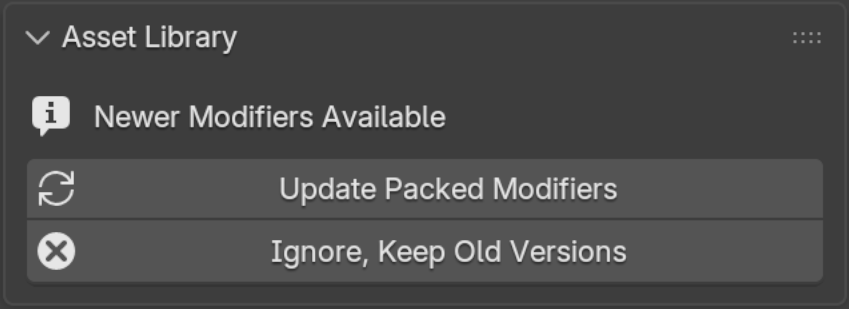 Asset Library
Newer Modifiers Available
Update Packed Modifiers
Ignore, Keep Old Versions